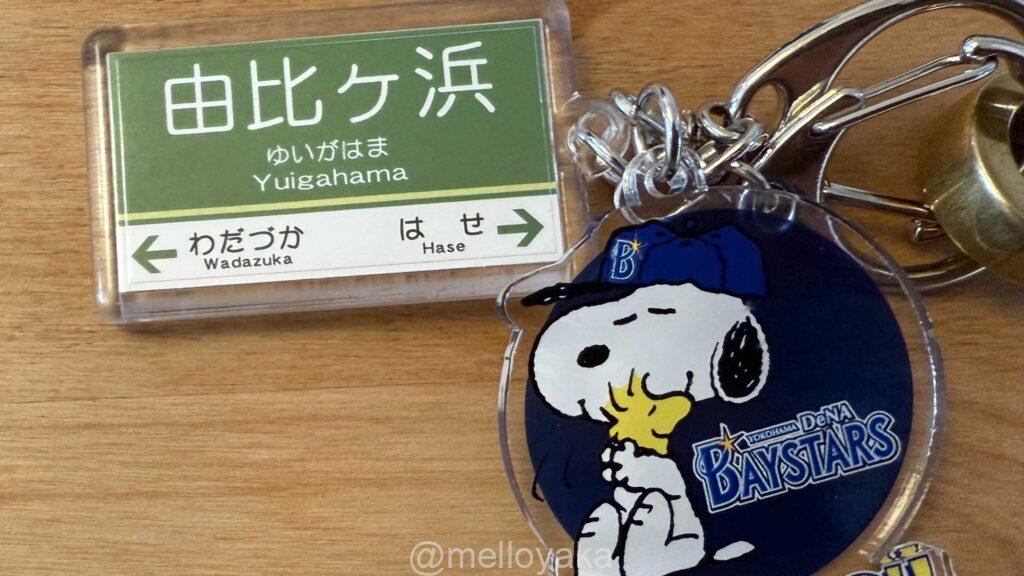 由比ヶ浜
ゆいがはま
Yuigahama
わだづか
Wadazuka
はせ
Hase
B
YOKOHAMA DeNA
BAYSTARS
@melloyaka